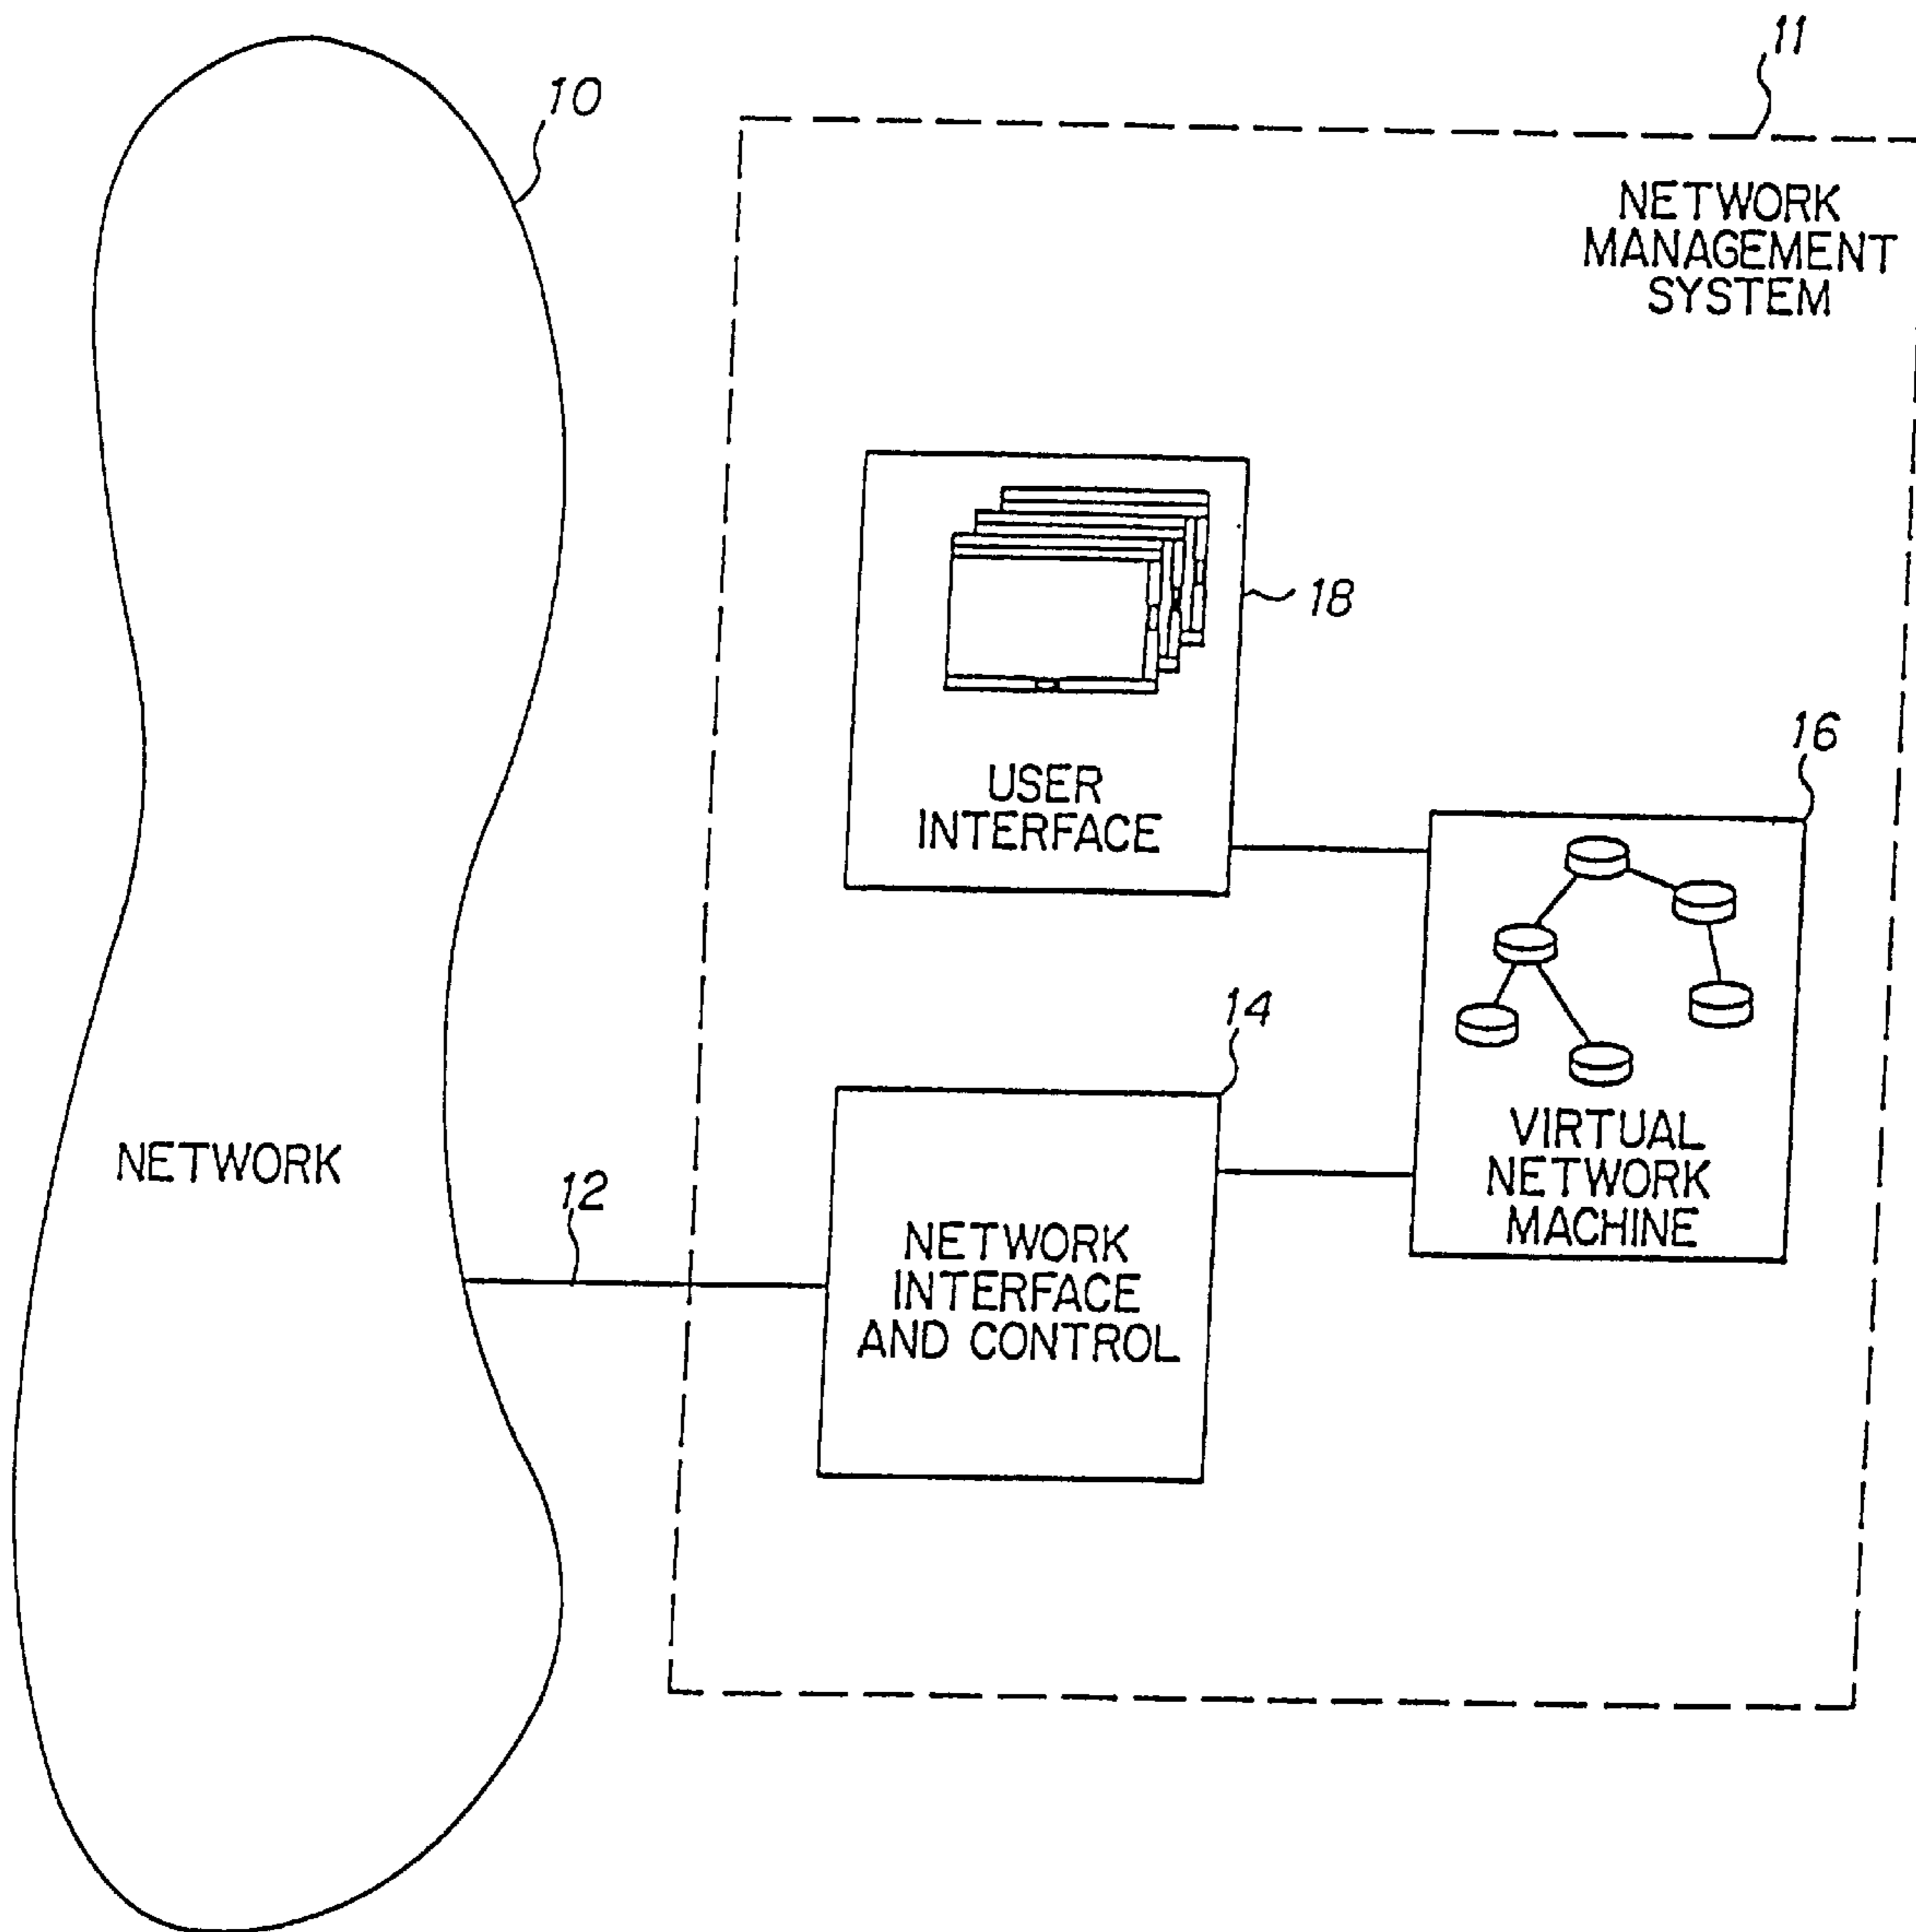 11
10
NETWORK
MANAGEMENT
SYSTEM
18
USER
INTERFACE
16
VIRTUAL
NETWORK
MACHINE
14
NETWORK
12
NETWORK
INTERFACE
AND CONTROL